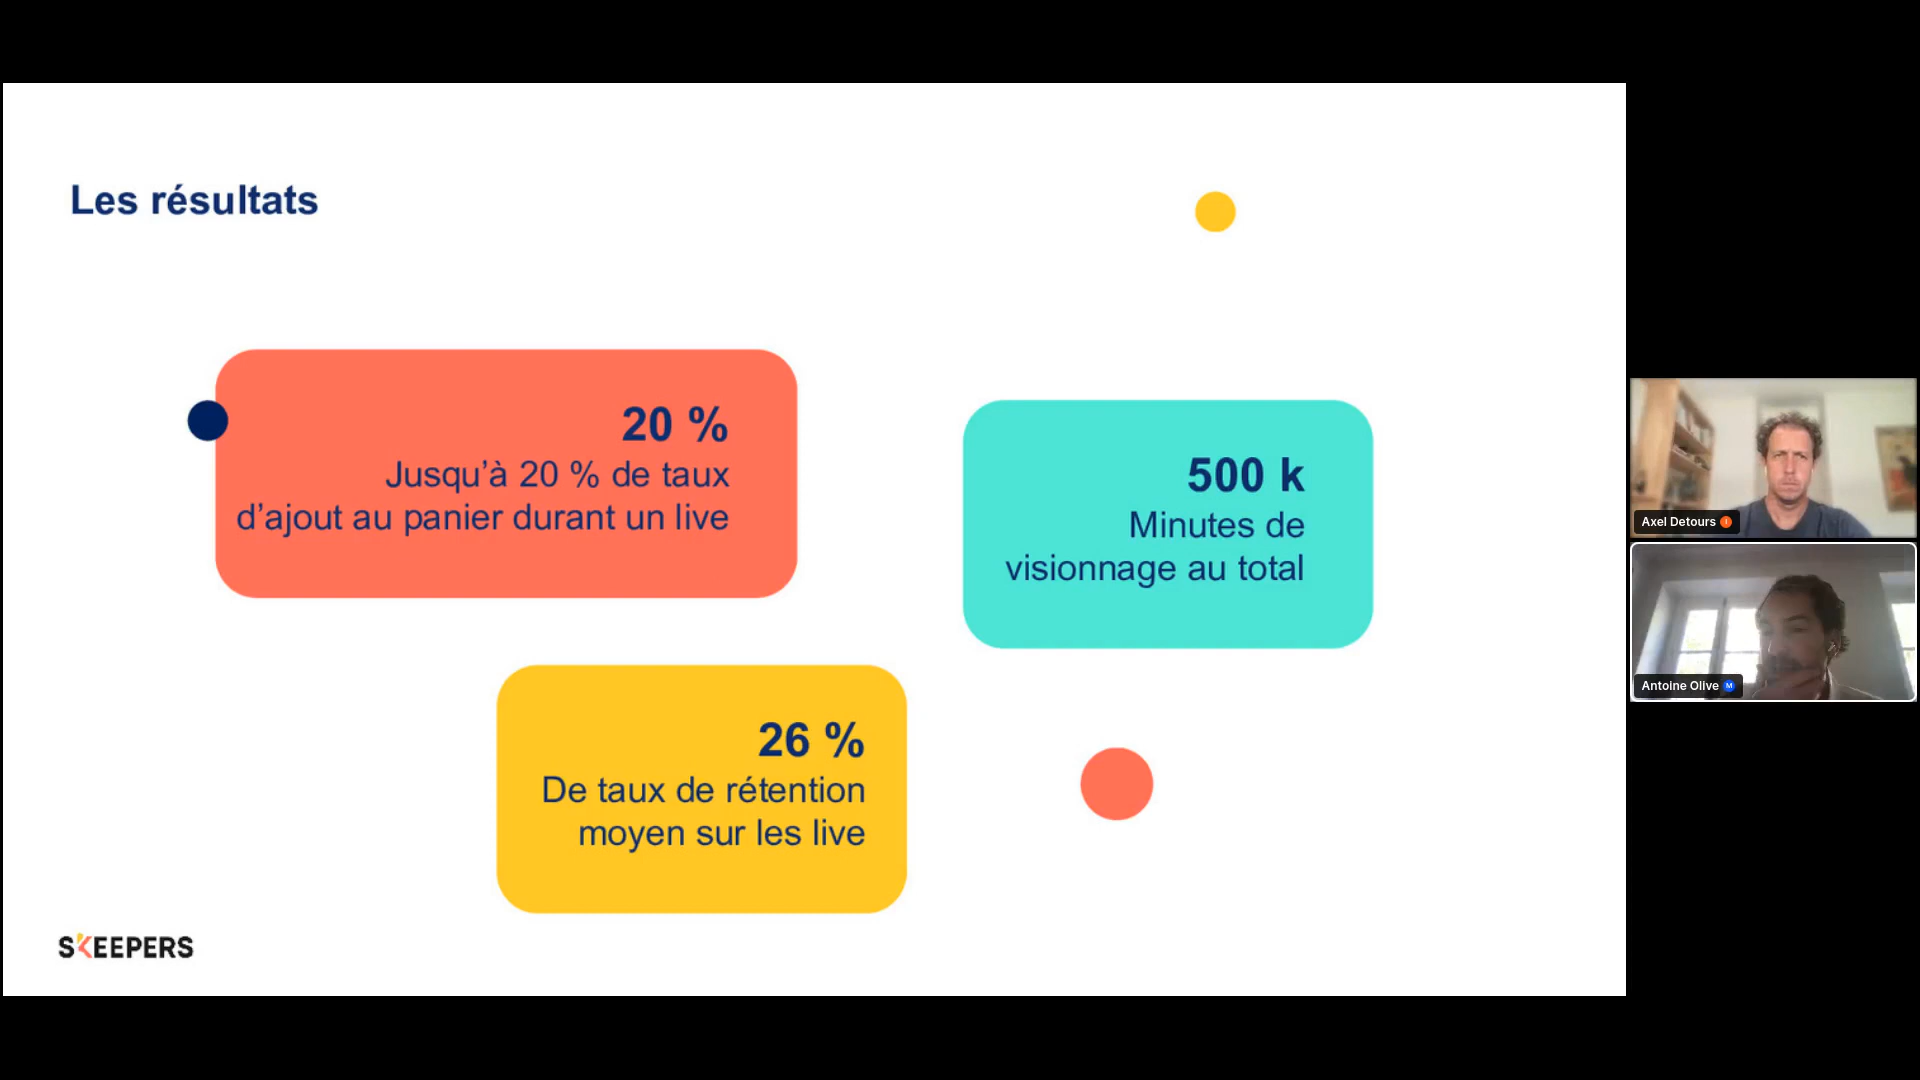 Les résultats
20 %
Jusqu’à 20 % de taux
d’ajout au panier durant un live
500 k
Minutes de
visionnage au total
26 %
De taux de rétention
moyen sur les live
SKEEPERS
Axel Detours
Antoine Olive M